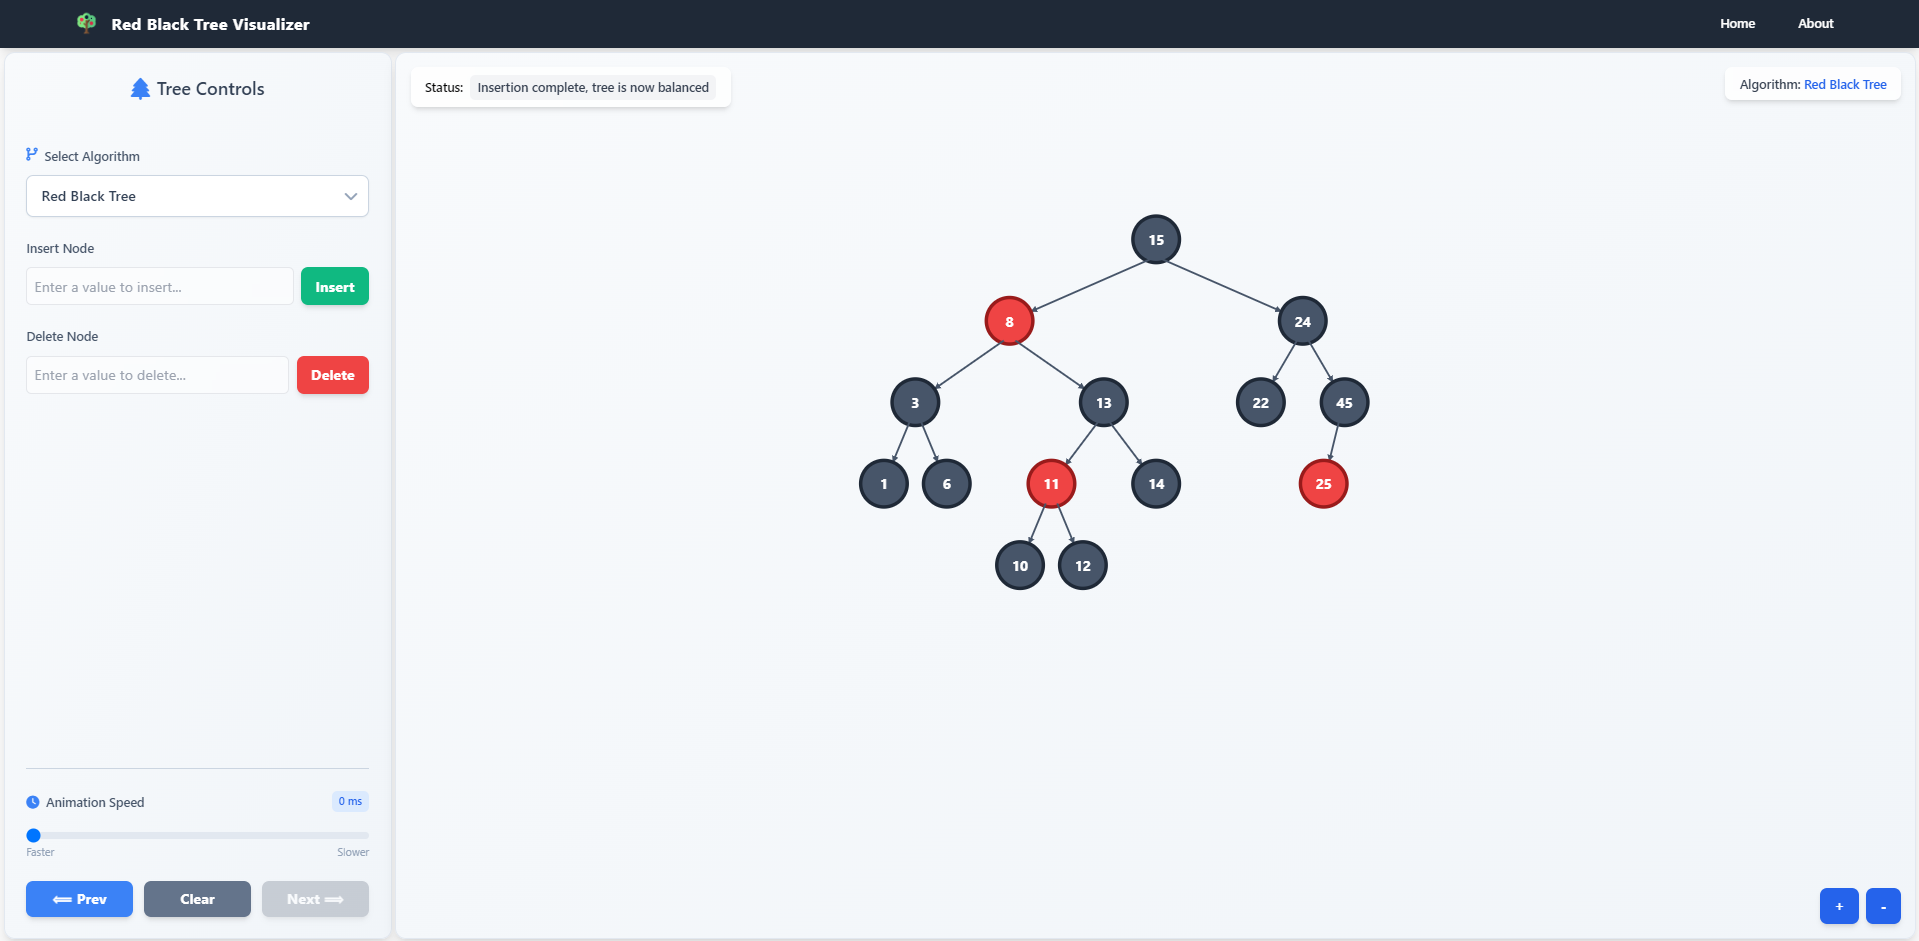 Red Black Tree Visualizer
Home
About
Tree Controls
Select Algorithm
Red Black Tree
Insert Node
Enter a value to insert...
Insert
Delete Node
Enter a value to delete...
Delete
Animation Speed
0 ms
Faster
Slower
⟸ Prev
Clear
Next ⟹
Status: Insertion complete, tree is now balanced
Algorithm: Red Black Tree
15
8
24
3
13
22
45
1
6
11
14
25
10
12
+
-